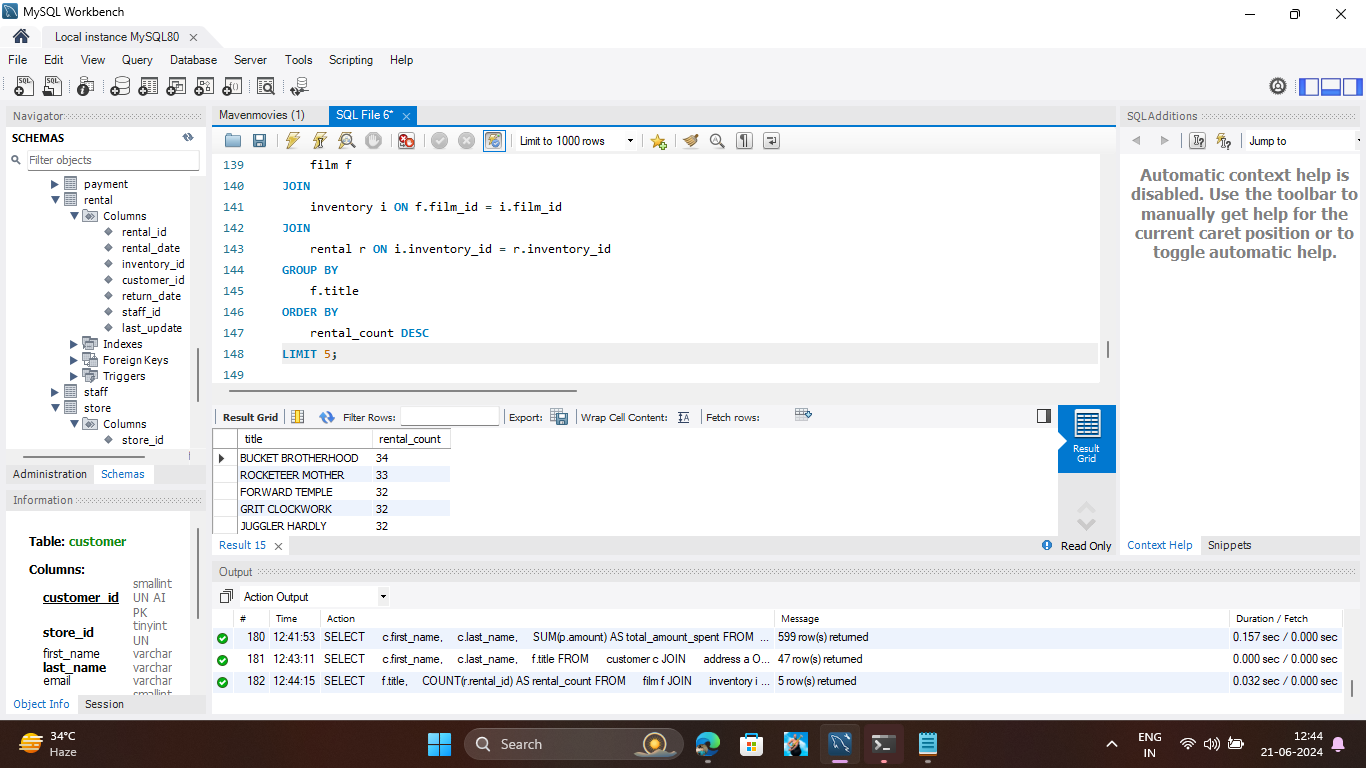 MySQL Workbench
Local instance MySQL80
File Edit View Query Database Server Tools Scripting Help
Navigator
SCHEMAS
Filter objects
payment
rental
Columns
rental_id
rental_date
inventory_id
customer_id
return_date
staff_id
last_update
Indexes
Foreign Keys
Triggers
staff
store
Columns
store_id
Administration Schemas
Information
Table: customer
Columns:
customer_id smallint UN AI PK
store_id tinyint UN
first_name varchar
last_name varchar
email varchar
smallint
Object Info Session
Mavenmovies (1) SQL File 6*
Limit to 1000 rows
139 film f
140 JOIN
141 inventory i ON f.film_id = i.film_id
142 JOIN
143 rental r ON i.inventory_id = r.inventory_id
144 GROUP BY
145 f.title
146 ORDER BY
147 rental_count DESC
148 LIMIT 5;
149
Result Grid Filter Rows: Export: Wrap Cell Content: Fetch rows:
title rental_count
BUCKET BROTHERHOOD 34
ROCKETEER MOTHER 33
FORWARD TEMPLE 32
GRIT CLOCKWORK 32
JUGGLER HARDLY 32
Result Grid
Result 15
Read Only
SQLAdditions
Jump to
Automatic context help is
disabled. Use the toolbar to
manually get help for the
current caret position or to
toggle automatic help.
Context Help Snippets
Output
Action Output
# Time Action Message Duration / Fetch
180 12:41:53 SELECT c.first_name, c.last_name, SUM(p.amount) AS total_amount_spent FROM ... 599 row(s) returned 0.157 sec / 0.000 sec
181 12:43:11 SELECT c.first_name, c.last_name, f.title FROM customer c JOIN address a O... 47 row(s) returned 0.000 sec / 0.000 sec
182 12:44:15 SELECT f.title, COUNT(r.rental_id) AS rental_count FROM film f JOIN inventory i ... 5 row(s) returned 0.032 sec / 0.000 sec
34°C
Haze
Search
ENG
IN
12:44
21-06-2024